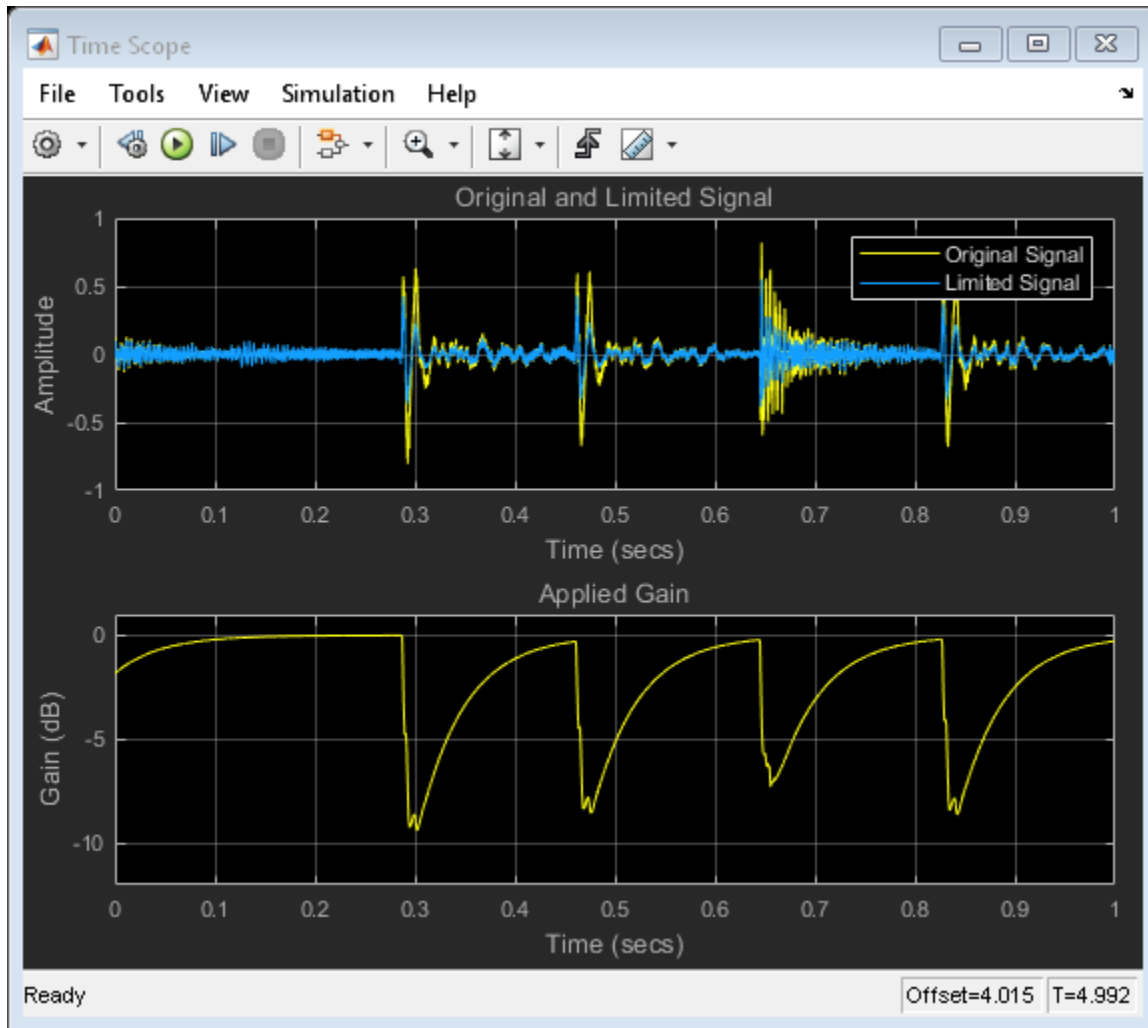 Time Scope
File Tools View Simulation Help
Original and Limited Signal
Original Signal
Limited Signal
1
0.5
0
-0.5
-1
Amplitude
0 0.1 0.2 0.3 0.4 0.5 0.6 0.7 0.8 0.9 1
Time (secs)
Applied Gain
0
-5
-10
Gain (dB)
0 0.1 0.2 0.3 0.4 0.5 0.6 0.7 0.8 0.9 1
Time (secs)
Ready Offset=4.015 T=4.992